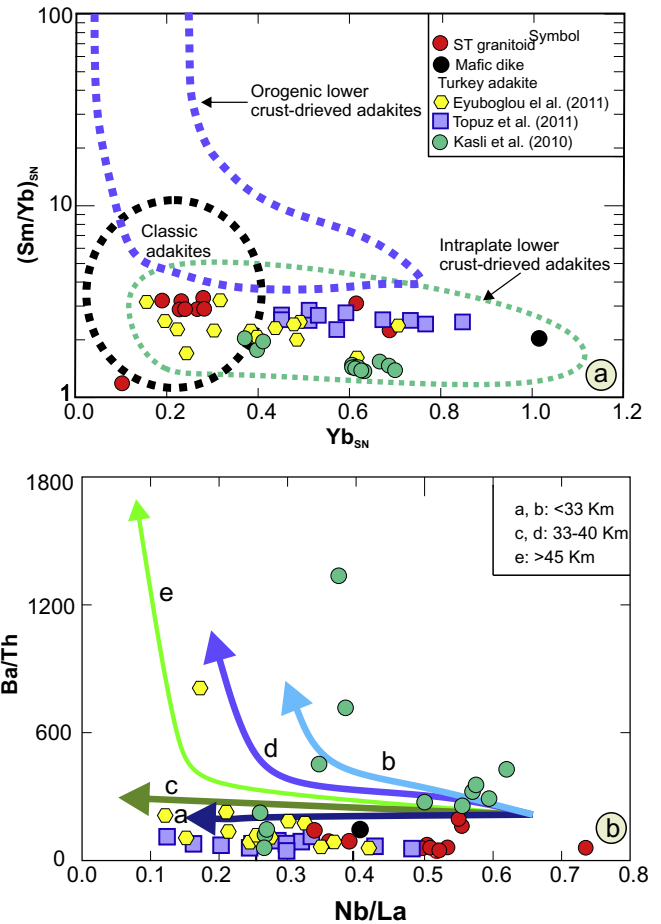 100
10
1
(Sm/Yb)SN
0.0
0.2
0.4
0.6
0.8
1.0
1.2
YbSN
Symbol
ST granitoid
Mafic dike
Turkey adakite
Eyuboglou el al. (2011)
Topuz et al. (2011)
Kasli et al. (2010)
Orogenic lower
crust-drieved adakites
Classic
adakites
Intraplate lower
crust-drieved adakites
a
1800
1200
600
0
Ba/Th
0.0
0.1
0.2
0.3
0.4
0.5
0.6
0.7
0.8
Nb/La
a, b: <33 Km
c, d: 33-40 Km
e: >45 Km
e
d
b
c
a
b